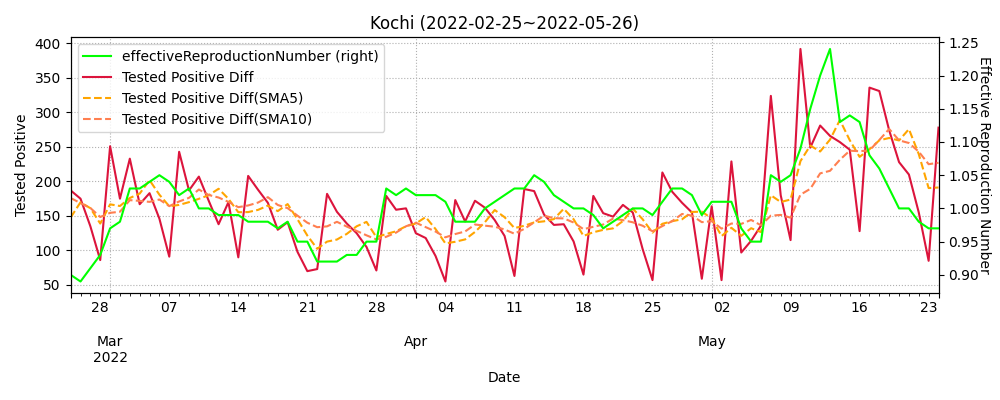 Kochi (2022-02-25~2022-05-26)
effectiveReproductionNumber (right)
Tested Positive Diff
Tested Positive Diff(SMA5)
Tested Positive Diff(SMA10)
Tested Positive
400
350
300
250
200
150
100
50
1.25
1.20
1.15
1.10
1.05
1.00
0.95
0.90
Effective Reproduction Number
28 07 14 21 28 04 11 18 25 02 09 16 23
Mar Apr May
2022
Date